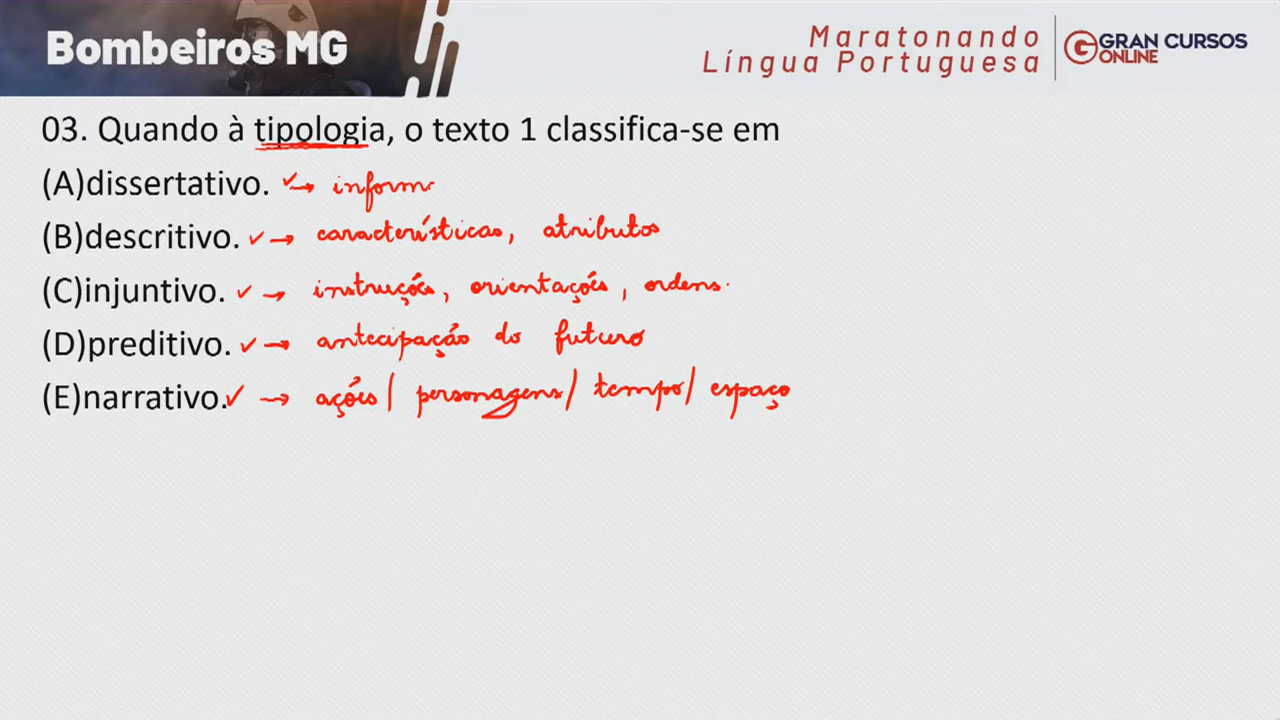 Bombeiros MG
Maratonando
Língua Portuguesa
GRAN CURSOS
ONLINE
03. Quando à tipologia, o texto 1 classifica-se em
(A)dissertativo. ✓→ inform
(B)descritivo. ✓ → características, atributos
(C)injuntivo. ✓ → instruções, orientações, ordens.
(D)preditivo. ✓ → antecipação do futuro
(E)narrativo. ✓ → ações/ personagens/ tempo/ espaço